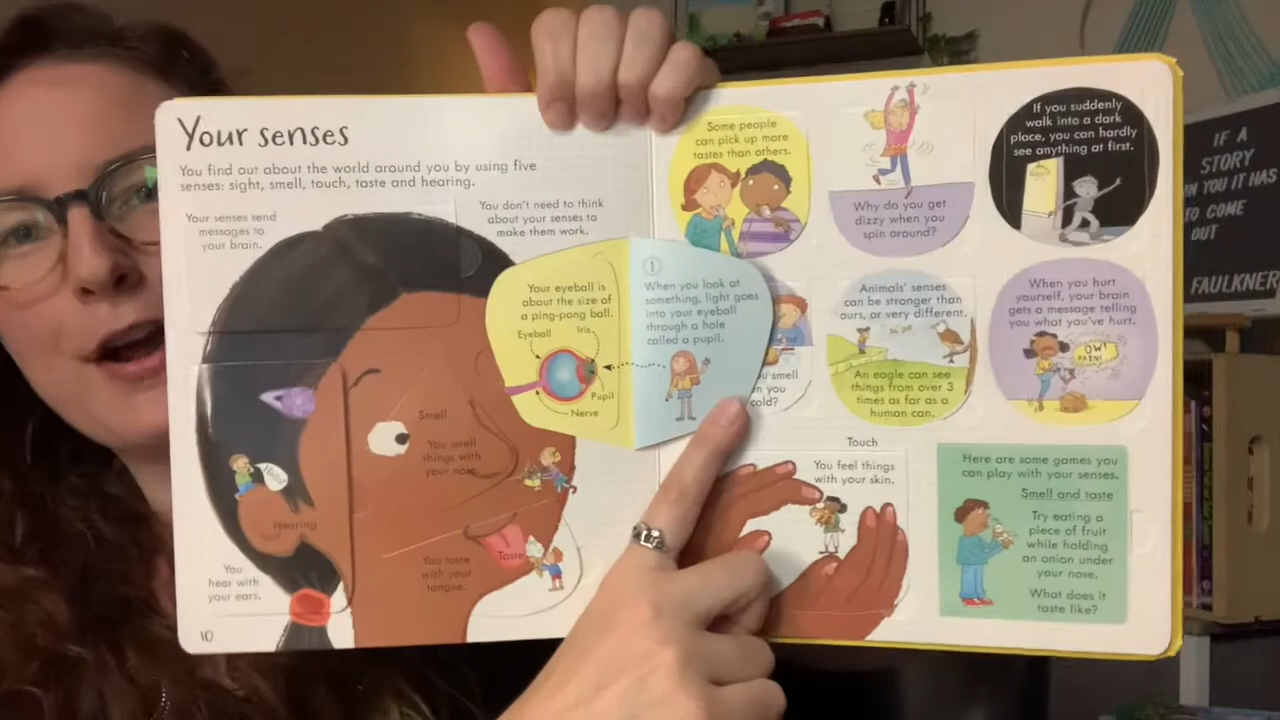 Your senses
You find out about the world around you by using five
senses: sight, smell, touch, taste and hearing.
Your senses send
messages to
your brain.
You don't need to think
about your senses to
make them work.
Your eyeball is
about the size of
a ping-pong ball.
Eyeball
Iris
Pupil
Nerve
1
When you look at
something, light goes
into your eyeball
through a hole
called a pupil.
Smell
You smell
things with
your nose.
Hello!
Hearing
You
hear with
your ears.
Taste
You taste
with your
tongue.
10
Some people
can pick up more
tastes than others.
Why do you get
dizzy when you
spin around?
If you suddenly
walk into a dark
place, you can hardly
see anything at first.
smell
you
cold?
Animals' senses
can be stronger than
ours, or very different.
An eagle can see
things from over 3
times as far as a
human can.
When you hurt
yourself, your brain
gets a message telling
you what you've hurt.
OW!
PAIN!
Touch
You feel things
with your skin.
Here are some games you
can play with your senses.
Smell and taste
Try eating a
piece of fruit
while holding
an onion under
your nose.
What does it
taste like?
IF A
STORY
IN YOU IT HAS
TO COME
OUT
FAULKNER